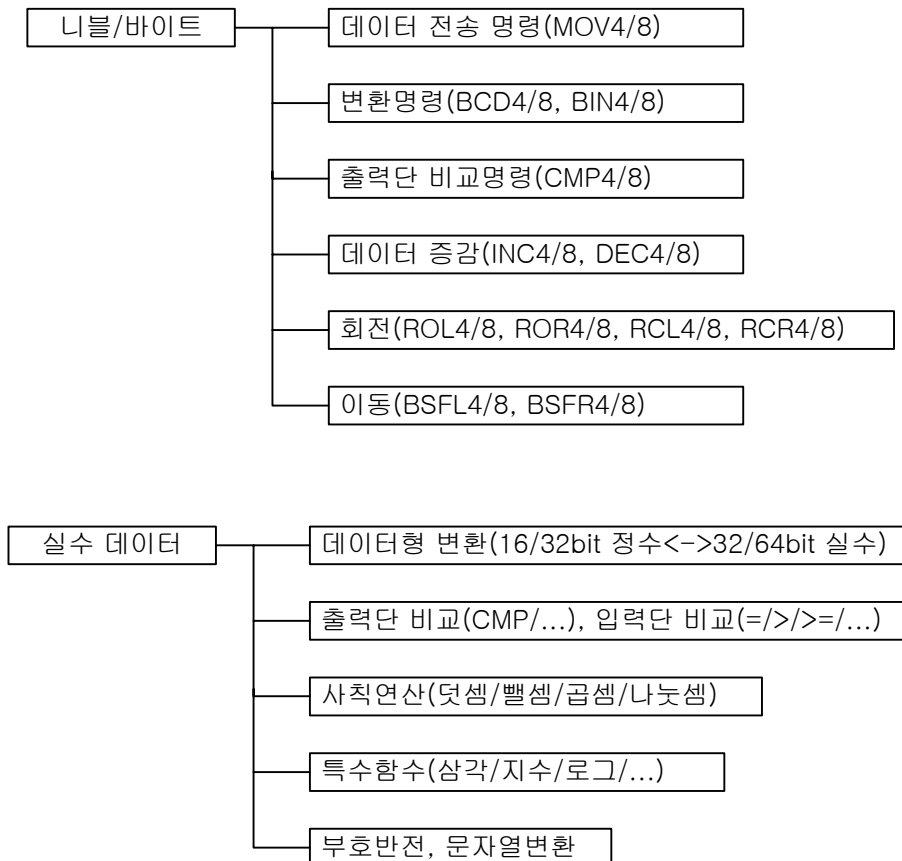 니블/바이트
데이터 전송 명령(MOV4/8)
변환명령(BCD4/8, BIN4/8)
출력단 비교명령(CMP4/8)
데이터 증감(INC4/8, DEC4/8)
회전(ROL4/8, ROR4/8, RCL4/8, RCR4/8)
이동(BSFL4/8, BSFR4/8)
실수 데이터
데이터형 변환(16/32bit 정수<->32/64bit 실수)
출력단 비교(CMP/...), 입력단 비교(=/>/>=/...)
사칙연산(덧셈/뺄셈/곱셈/나눗셈)
특수함수(삼각/지수/로그/...)
부호반전, 문자열변환